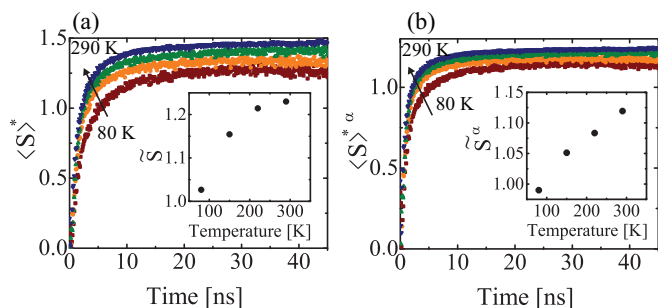 (a)
(b)
290 K
80 K
⟨S⟩*
1.5
1.0
0.5
0.0
0
10
20
30
40
Time [ns]
S̃
1.2
1.1
1.0
100
200
300
Temperature [K]
290 K
80 K
⟨S⟩* α
1.0
0.5
0.0
0
10
20
30
40
Time [ns]
S̃ α
1.15
1.10
1.05
1.00
100
200
300
Temperature [K]